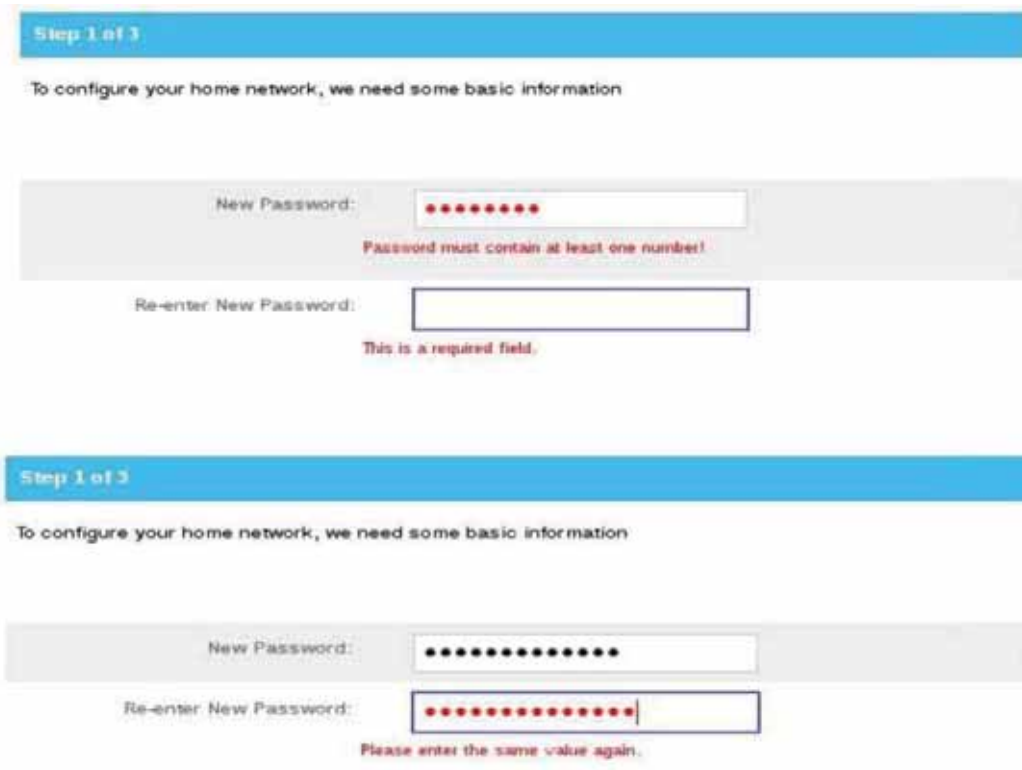 Step 1 of 3
To configure your home network, we need some basic information
New Password: ••••••••
Password must contain at least one number!
Re-enter New Password:
This is a required field.
Step 1 of 3
To configure your home network, we need some basic information
New Password: •••••••••••••
Re-enter New Password: ••••••••••••••
Please enter the same value again.